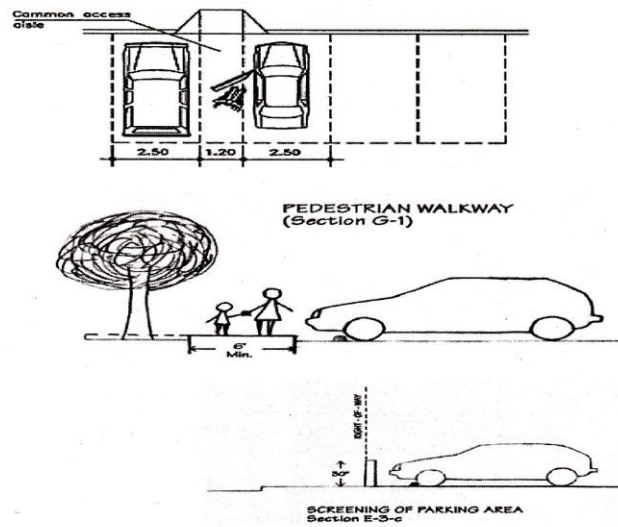 Common access
aisle
2.50
1.20
2.50
PEDESTRIAN WALKWAY
(Section G-1)
6'
Min.
RIGHT-OF-WAY
30"
SCREENING OF PARKING AREA
Section E-3-c